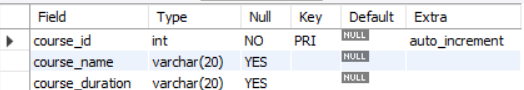 Field Type Null Key Default Extra
course_id int NO PRI NULL auto_increment
course_name varchar(20) YES NULL
course_duration varchar(20) YES NULL